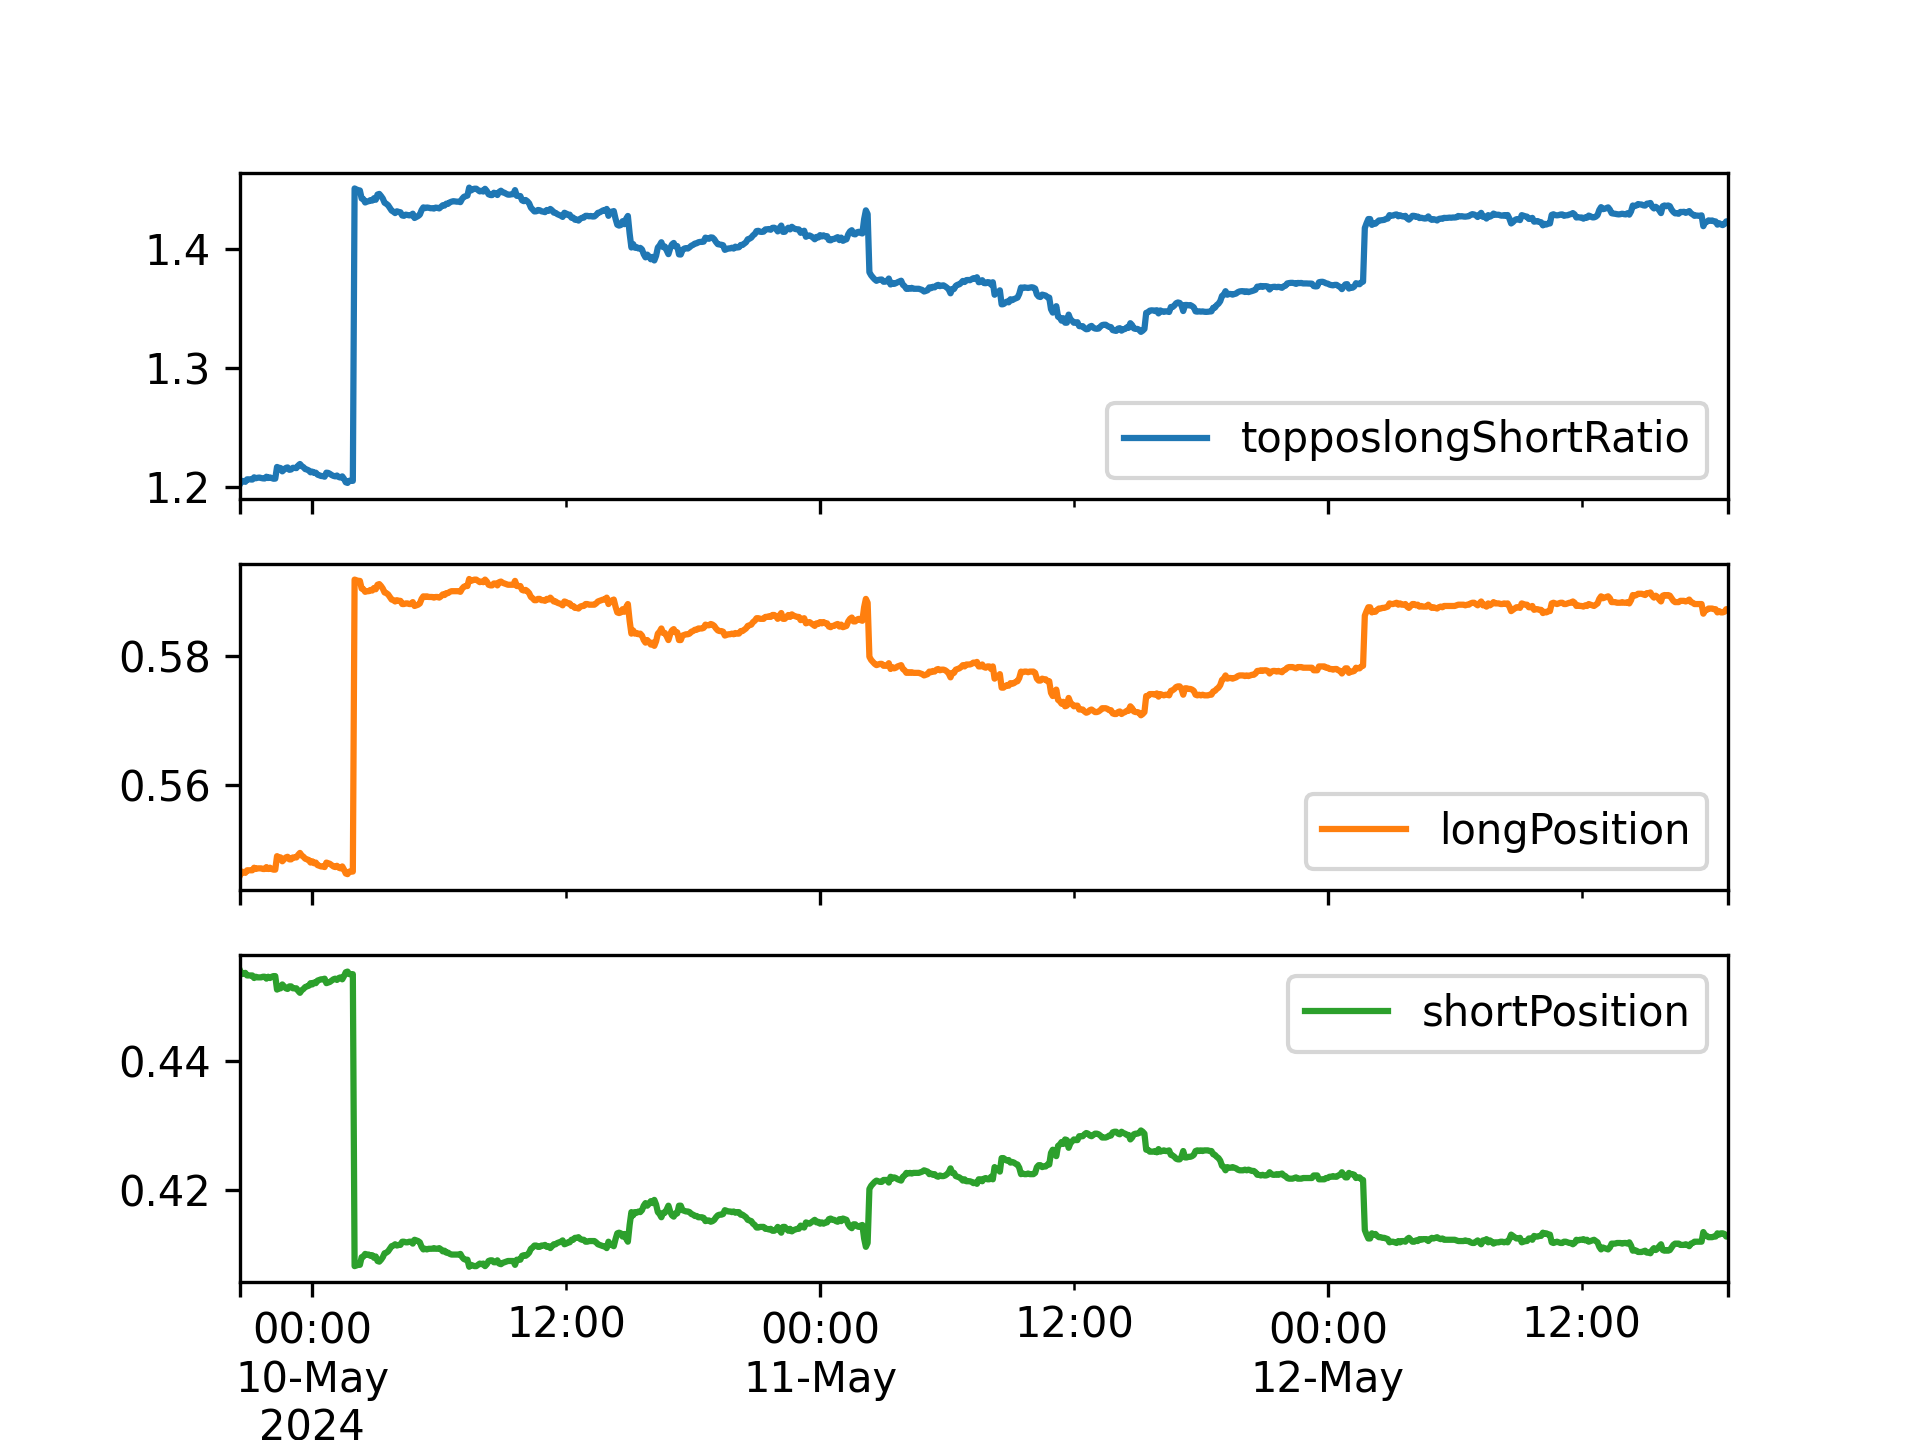 1.4
1.3
1.2
topposlongShortRatio
0.58
0.56
longPosition
0.44
0.42
shortPosition
00:00 12:00 00:00 12:00 00:00 12:00
10-May 11-May 12-May
2024